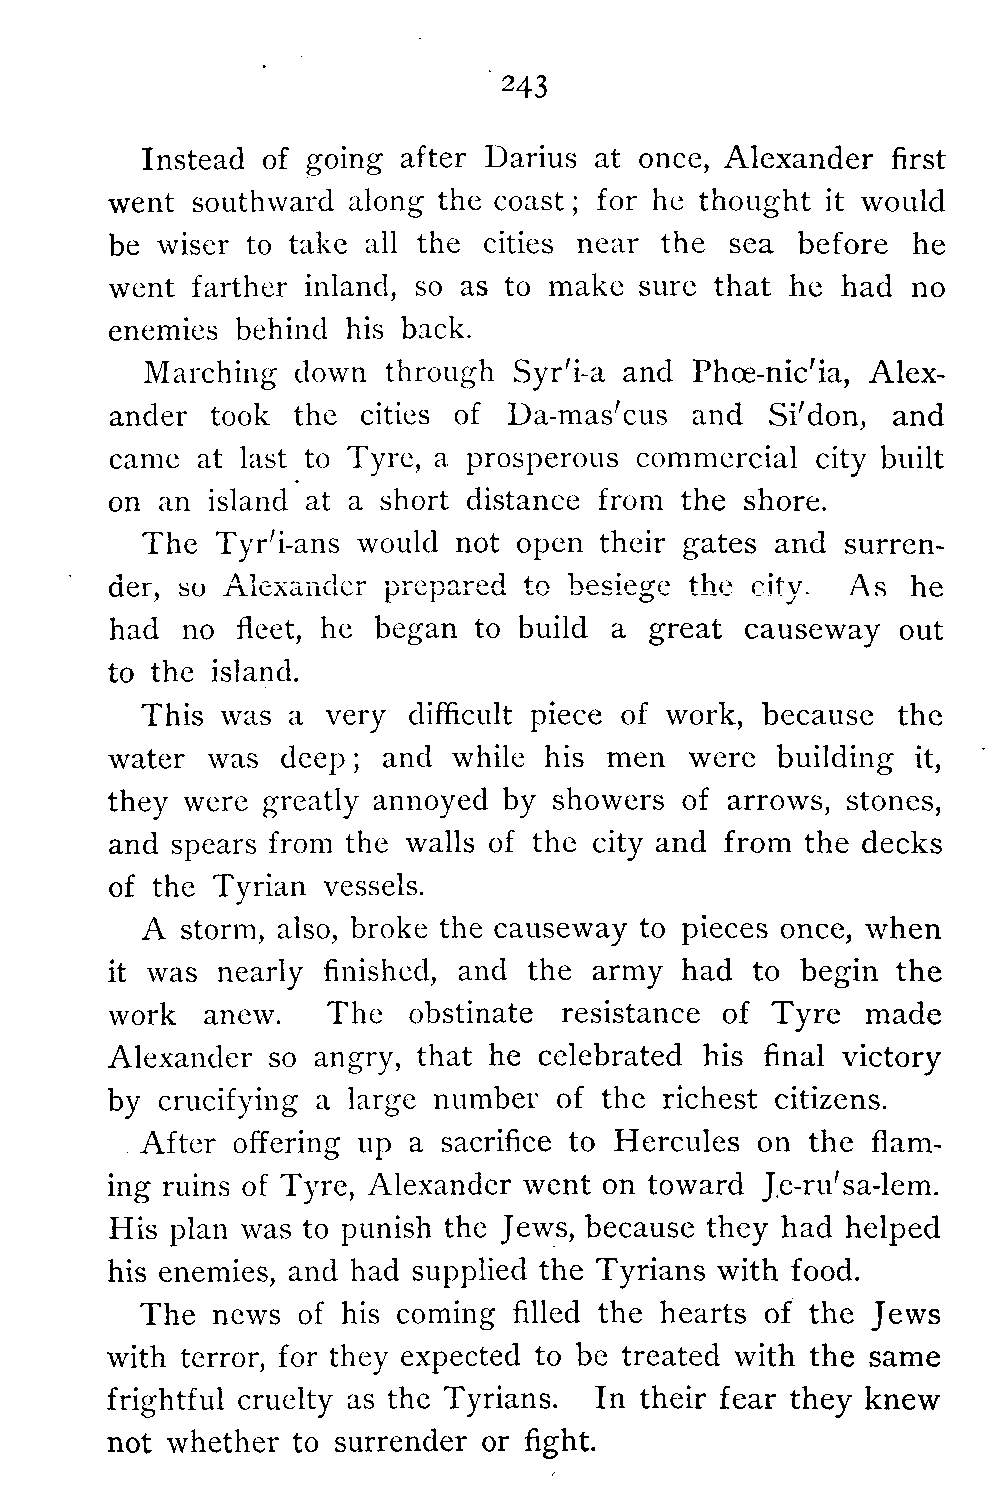 243
Instead of going after Darius at once, Alexander first
went southward along the coast; for he thought it would
be wiser to take all the cities near the sea before he
went farther inland, so as to make sure that he had no
enemies behind his back.
Marching down through Syr′i-a and Phœ-nic′ia, Alex-
ander took the cities of Da-mas′cus and Si′don, and
came at last to Tyre, a prosperous commercial city built
on an island at a short distance from the shore.
The Tyr′i-ans would not open their gates and surren-
der, so Alexander prepared to besiege the city. As he
had no fleet, he began to build a great causeway out
to the island.
This was a very difficult piece of work, because the
water was deep; and while his men were building it,
they were greatly annoyed by showers of arrows, stones,
and spears from the walls of the city and from the decks
of the Tyrian vessels.
A storm, also, broke the causeway to pieces once, when
it was nearly finished, and the army had to begin the
work anew. The obstinate resistance of Tyre made
Alexander so angry, that he celebrated his final victory
by crucifying a large number of the richest citizens.
After offering up a sacrifice to Hercules on the flam-
ing ruins of Tyre, Alexander went on toward Je-ru′sa-lem.
His plan was to punish the Jews, because they had helped
his enemies, and had supplied the Tyrians with food.
The news of his coming filled the hearts of the Jews
with terror, for they expected to be treated with the same
frightful cruelty as the Tyrians. In their fear they knew
not whether to surrender or fight.